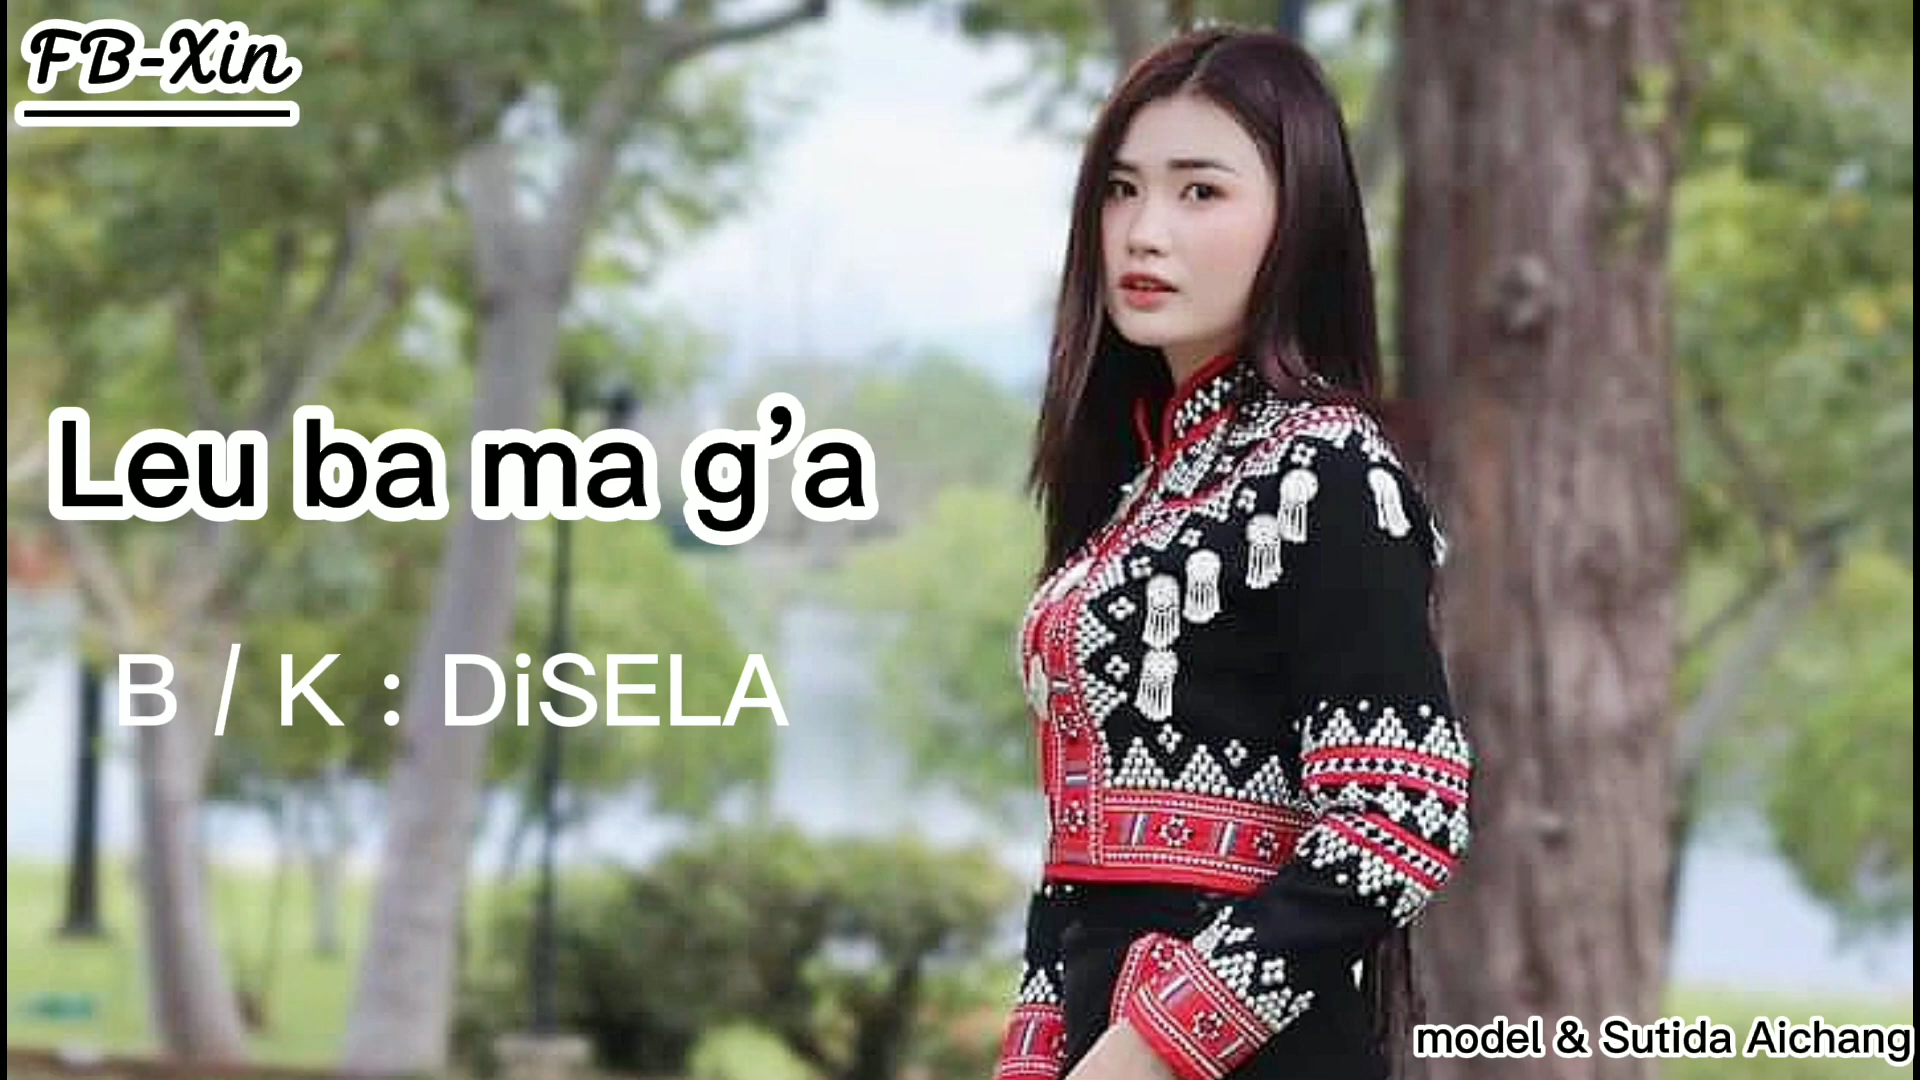 FB-Xin
Leu ba ma g’a
B / K : DiSELA
model & Sutida Aichang